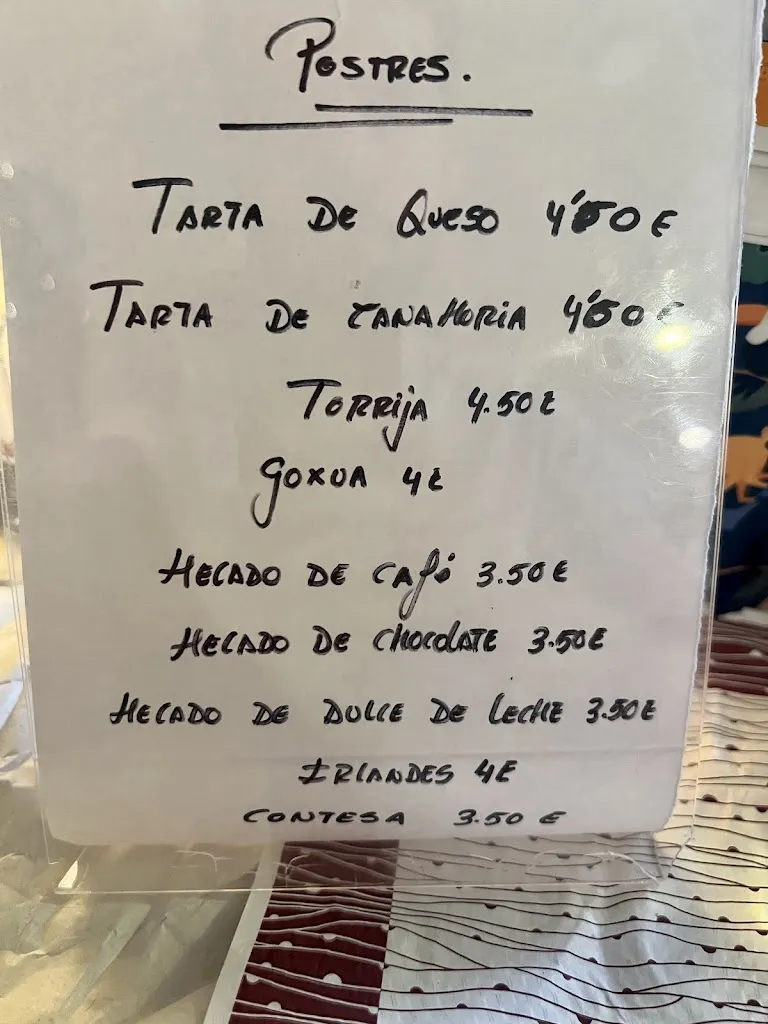 POSTRES.
TARTA DE QUESO 4'50€
TARTA DE ZANAHORIA 4'50€
TORRIJA 4.50€
GOXUA 4€
HELADO DE CAFÉ 3.50€
HELADO DE CHOCOLATE 3.50€
HELADO DE DULCE DE LECHE 3.50€
IRLANDES 4€
CONTESA 3.50 €